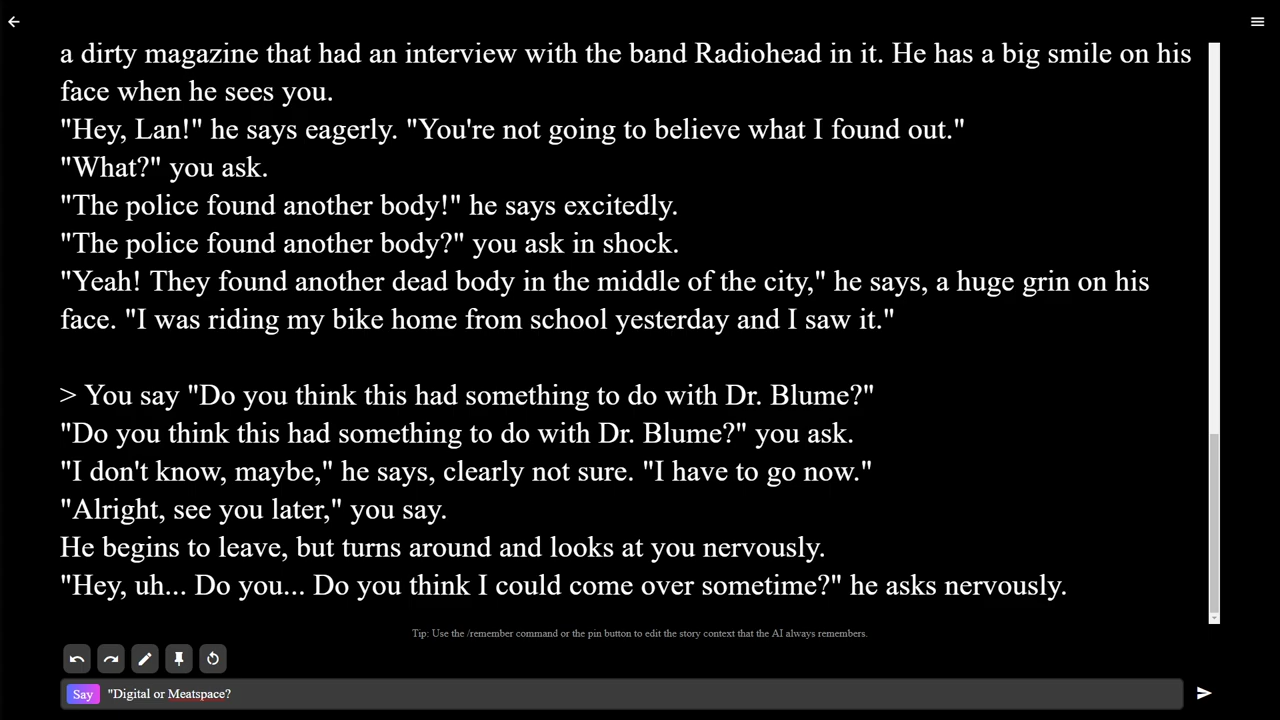 a dirty magazine that had an interview with the band Radiohead in it. He has a big smile on his
face when he sees you.
"Hey, Lan!" he says eagerly. "You're not going to believe what I found out."
"What?" you ask.
"The police found another body!" he says excitedly.
"The police found another body?" you ask in shock.
"Yeah! They found another dead body in the middle of the city," he says, a huge grin on his
face. "I was riding my bike home from school yesterday and I saw it."
> You say "Do you think this had something to do with Dr. Blume?"
"Do you think this had something to do with Dr. Blume?" you ask.
"I don't know, maybe," he says, clearly not sure. "I have to go now."
"Alright, see you later," you say.
He begins to leave, but turns around and looks at you nervously.
"Hey, uh... Do you... Do you think I could come over sometime?" he asks nervously.
Tip: Use the /remember command or the pin button to edit the story context that the AI always remembers.
Say "Digital or Meatspace?